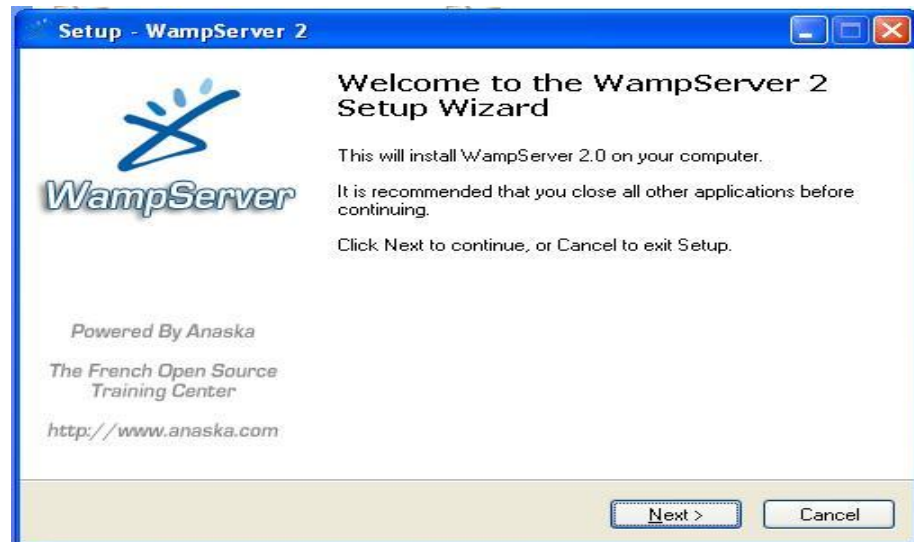 Setup - WampServer 2
Welcome to the WampServer 2
Setup Wizard
This will install WampServer 2.0 on your computer.
It is recommended that you close all other applications before
continuing.
Click Next to continue, or Cancel to exit Setup.
WampServer
Powered By Anaska
The French Open Source
Training Center
http://www.anaska.com
Next >
Cancel